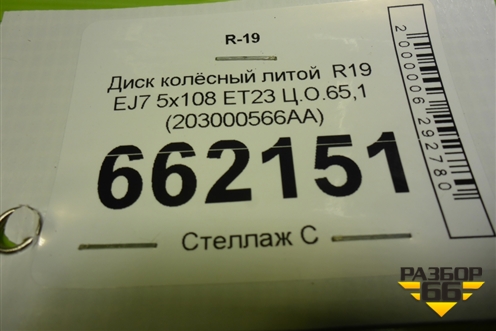 R-19
Диск колёсный литой R19
EJ7 5x108 ET23 Ц.О.65,1
(203000566AA)
662151
Стеллаж С
2000006292780
РАЗБОР
66